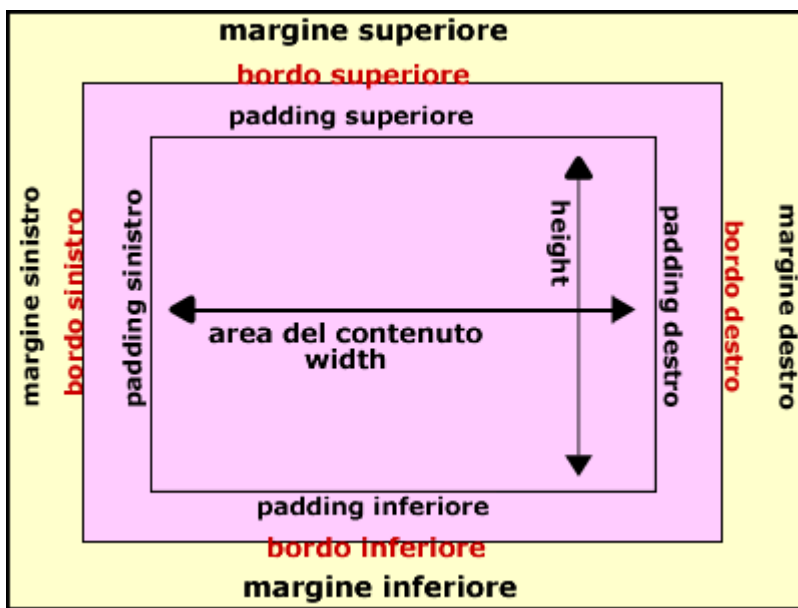 margine superiore
bordo superiore
padding superiore
margine sinistro
bordo sinistro
padding sinistro
height
area del contenuto
width
padding destro
bordo destro
margine destro
padding inferiore
bordo inferiore
margine inferiore